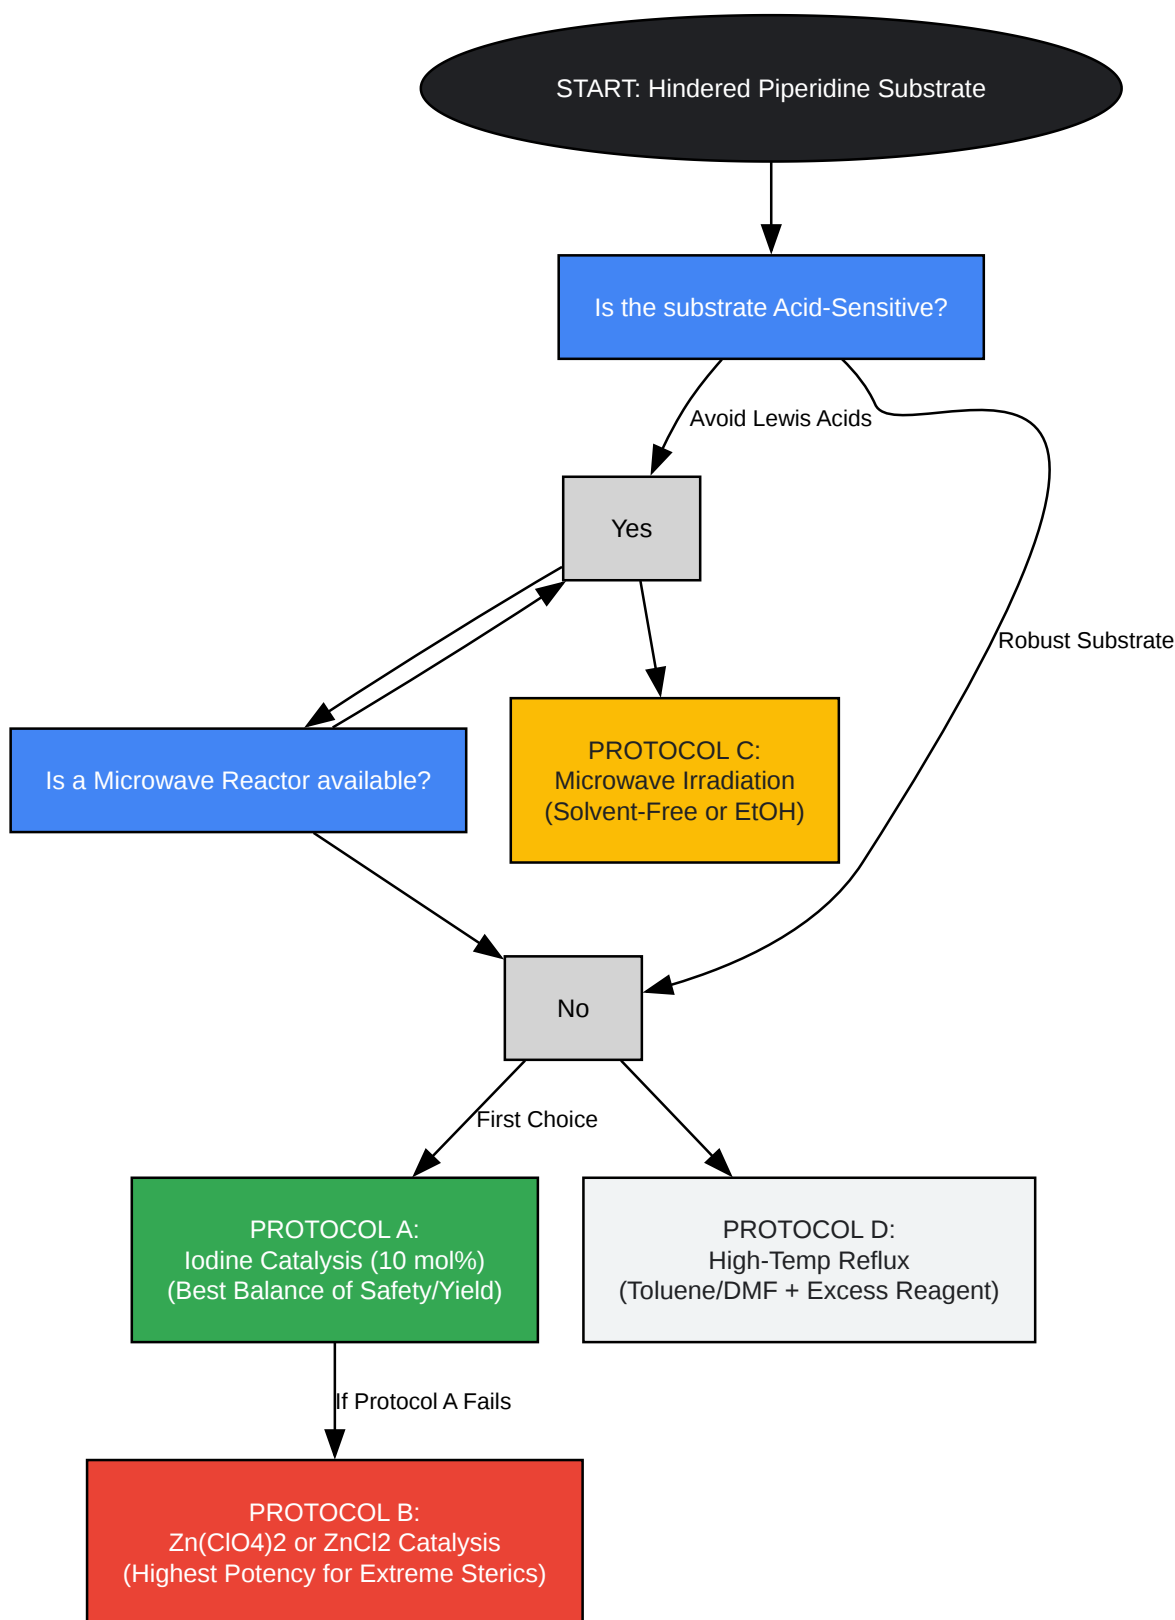 START: Hindered Piperidine Substrate
Is the substrate Acid-Sensitive?
Avoid Lewis Acids
Yes
Robust Substrate
Is a Microwave Reactor available?
PROTOCOL C:
Microwave Irradiation
(Solvent-Free or EtOH)
No
First Choice
PROTOCOL A:
Iodine Catalysis (10 mol%)
(Best Balance of Safety/Yield)
PROTOCOL D:
High-Temp Reflux
(Toluene/DMF + Excess Reagent)
If Protocol A Fails
PROTOCOL B:
Zn(ClO4)2 or ZnCl2 Catalysis
(Highest Potency for Extreme Sterics)